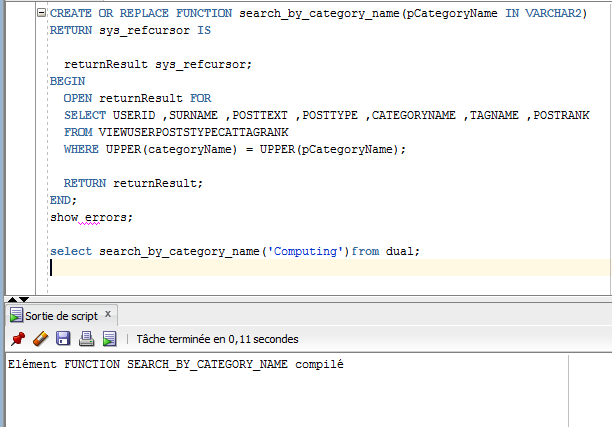 CREATE OR REPLACE FUNCTION search_by_category_name(pCategoryName IN VARCHAR2)
RETURN sys_refcursor IS
returnResult sys_refcursor;
BEGIN
OPEN returnResult FOR
SELECT USERID ,SURNAME ,POSTTEXT ,POSTTYPE ,CATEGORYNAME ,TAGNAME ,POSTRANK
FROM VIEWUSERPOSTSTYPECATTAGRANK
WHERE UPPER(categoryName) = UPPER(pCategoryName);
RETURN returnResult;
END;
show errors;
select search_by_category_name('Computing')from dual;
Sortie de script x
Tâche terminée en 0,11 secondes
Elément FUNCTION SEARCH_BY_CATEGORY_NAME compilé